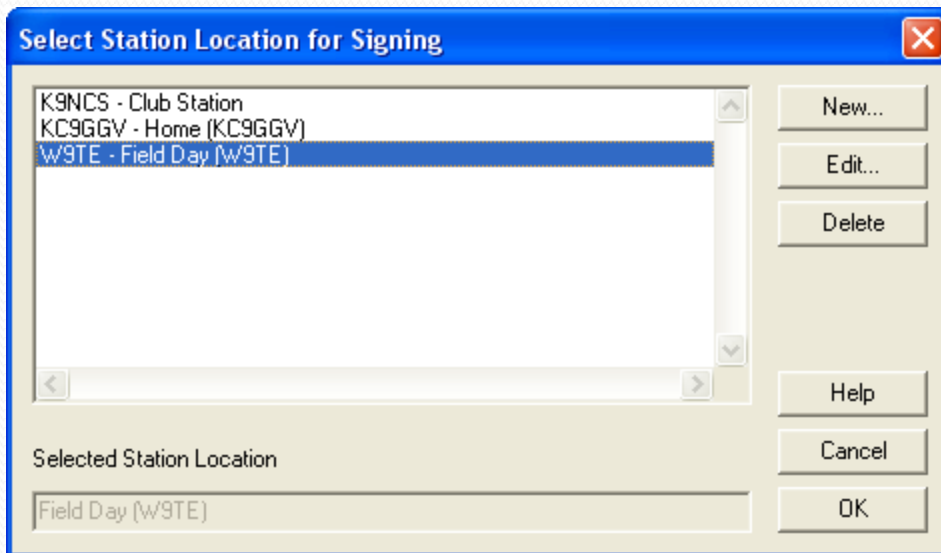 Select Station Location for Signing
K9NCS - Club Station
KC9GGV - Home (KC9GGV)
W9TE - Field Day (W9TE)
New...
Edit...
Delete
Help
Cancel
OK
Selected Station Location
Field Day (W9TE)